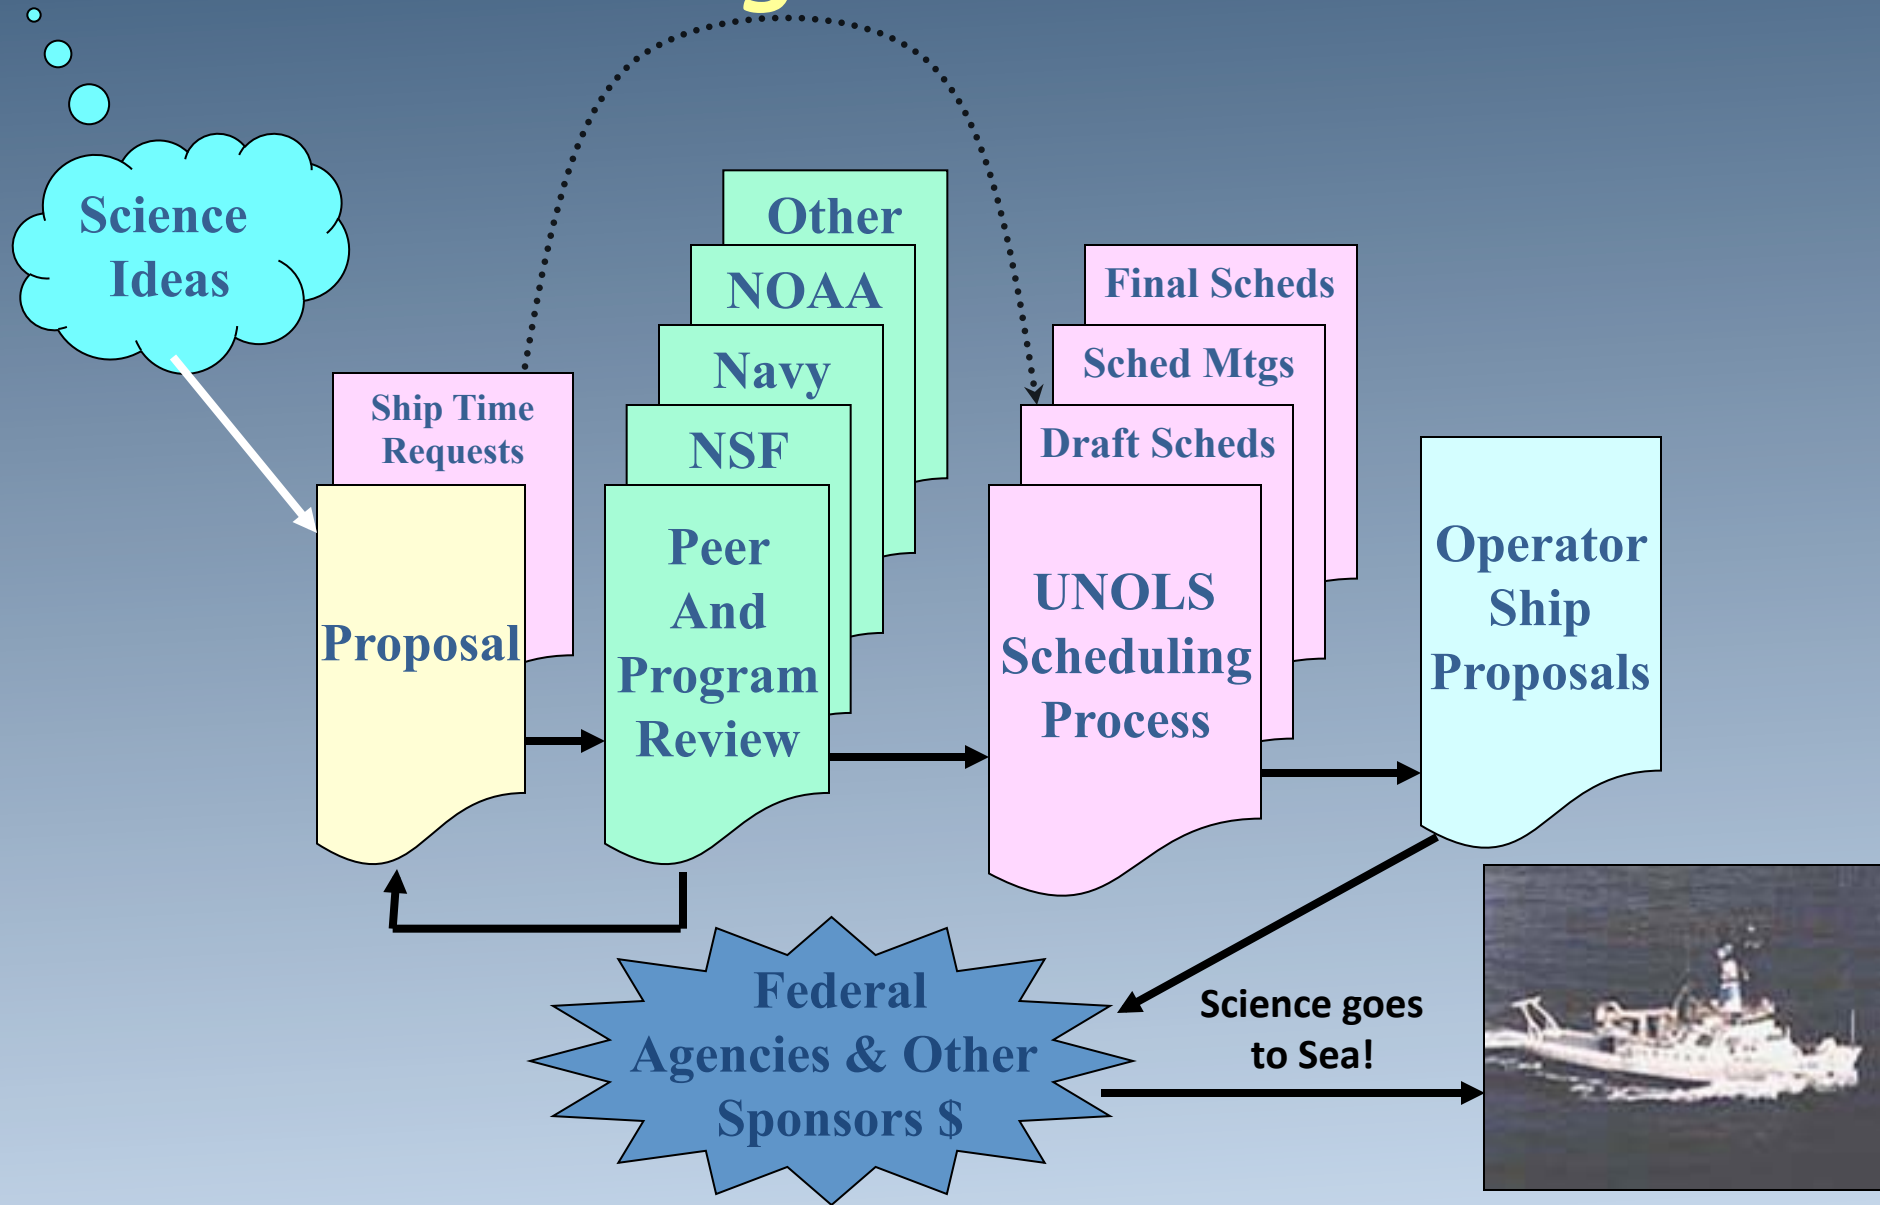 Science
Ideas
Ship Time
Requests
Proposal
Other
NOAA
Navy
NSF
Peer
And
Program
Review
Final Scheds
Sched Mtgs
Draft Scheds
UNOLS
Scheduling
Process
Operator
Ship
Proposals
Federal
Agencies & Other
Sponsors $
Science goes
to Sea!